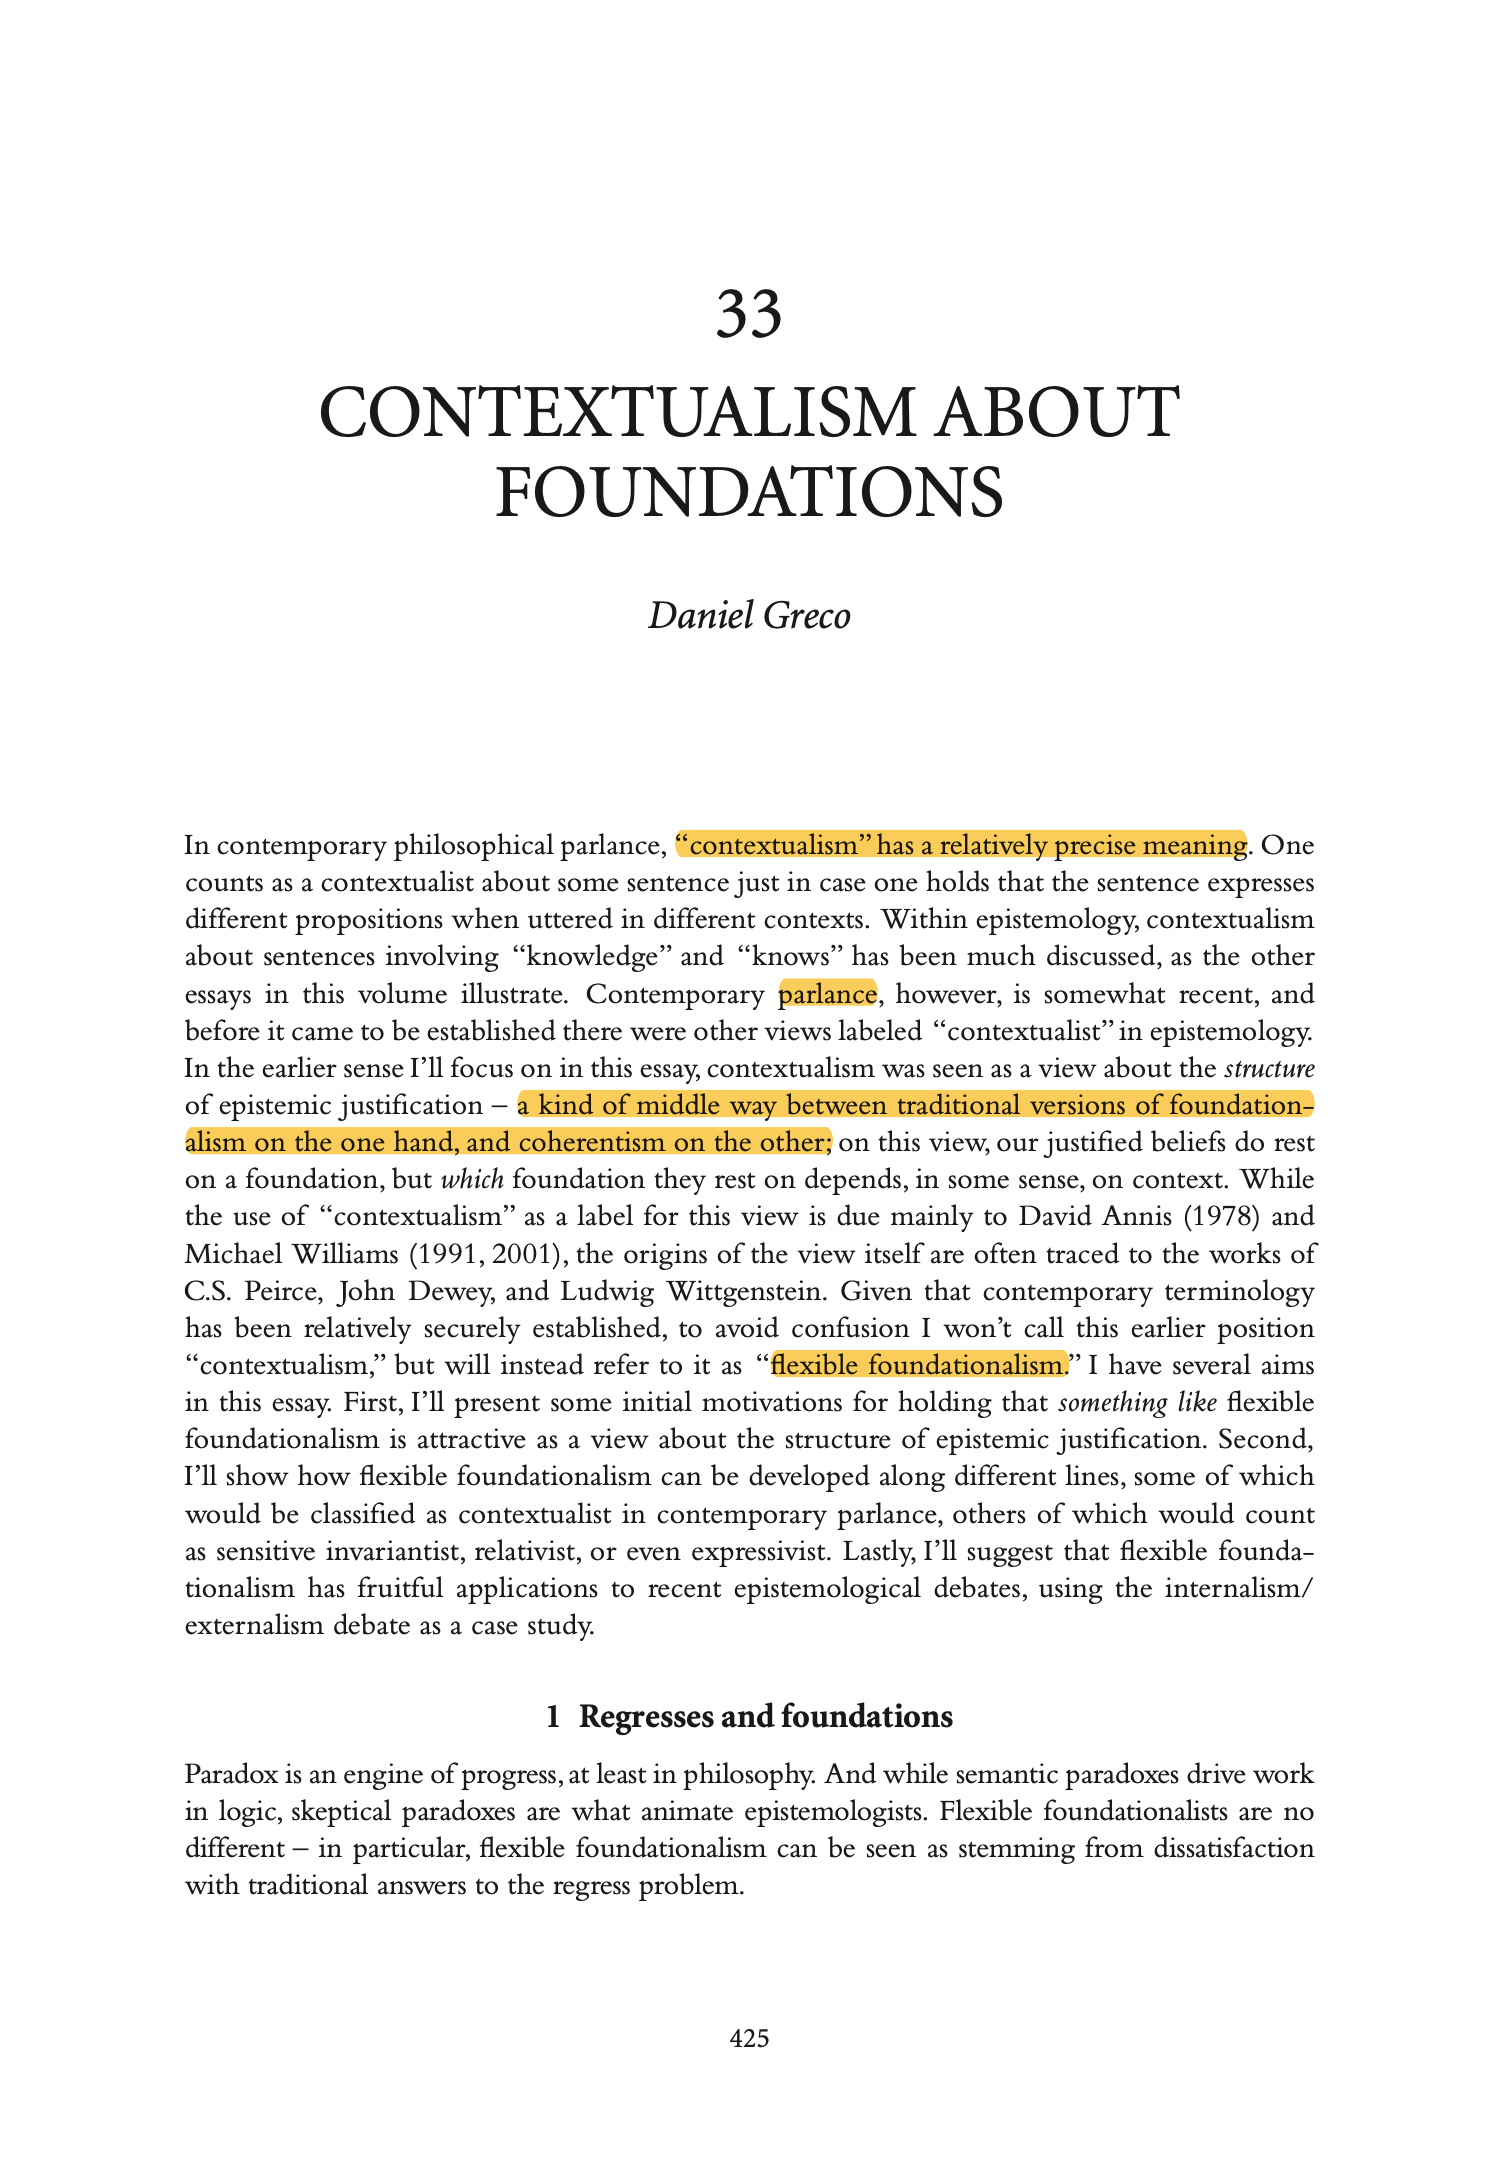 33
CONTEXTUALISM ABOUT
FOUNDATIONS
Daniel Greco
In contemporary philosophical parlance, “contextualism” has a relatively precise meaning. One
counts as a contextualist about some sentence just in case one holds that the sentence expresses
different propositions when uttered in different contexts. Within epistemology, contextualism
about sentences involving “knowledge” and “knows” has been much discussed, as the other
essays in this volume illustrate. Contemporary parlance, however, is somewhat recent, and
before it came to be established there were other views labeled “contextualist” in epistemology.
In the earlier sense I’ll focus on in this essay, contextualism was seen as a view about the structure
of epistemic justification – a kind of middle way between traditional versions of foundation-
alism on the one hand, and coherentism on the other; on this view, our justified beliefs do rest
on a foundation, but which foundation they rest on depends, in some sense, on context. While
the use of “contextualism” as a label for this view is due mainly to David Annis (1978) and
Michael Williams (1991, 2001), the origins of the view itself are often traced to the works of
C.S. Peirce, John Dewey, and Ludwig Wittgenstein. Given that contemporary terminology
has been relatively securely established, to avoid confusion I won’t call this earlier position
“contextualism,” but will instead refer to it as “flexible foundationalism.” I have several aims
in this essay. First, I’ll present some initial motivations for holding that something like flexible
foundationalism is attractive as a view about the structure of epistemic justification. Second,
I’ll show how flexible foundationalism can be developed along different lines, some of which
would be classified as contextualist in contemporary parlance, others of which would count
as sensitive invariantist, relativist, or even expressivist. Lastly, I’ll suggest that flexible founda-
tionalism has fruitful applications to recent epistemological debates, using the internalism/
externalism debate as a case study.
1 Regresses and foundations
Paradox is an engine of progress, at least in philosophy. And while semantic paradoxes drive work
in logic, skeptical paradoxes are what animate epistemologists. Flexible foundationalists are no
different – in particular, flexible foundationalism can be seen as stemming from dissatisfaction
with traditional answers to the regress problem.
425